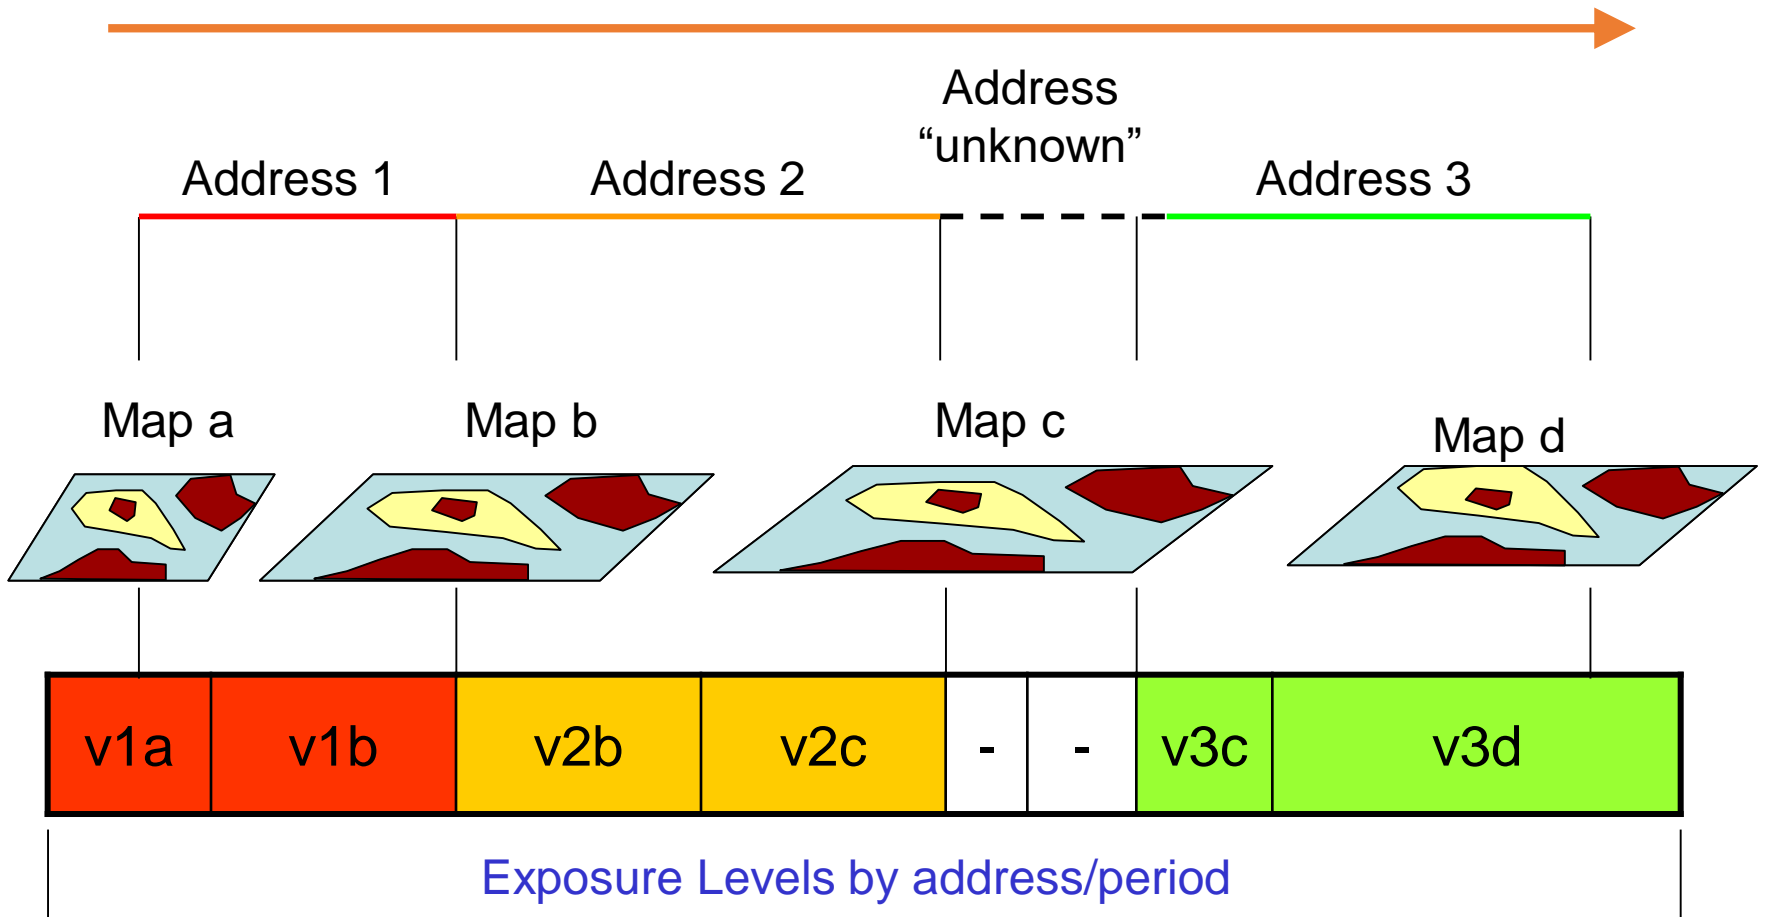 Address
“unknown”
Address 1
Address 2
Address 3
Map a
Map b
Map c
Map d
v1a
v1b
v2b
v2c
-
-
v3c
v3d
Exposure Levels by address/period